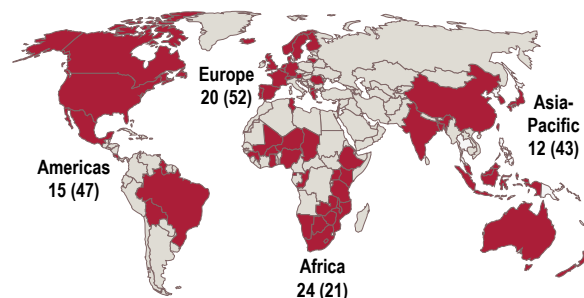 Europe
20 (52)
Asia-
Pacific
12 (43)
Americas
15 (47)
Africa
24 (21)